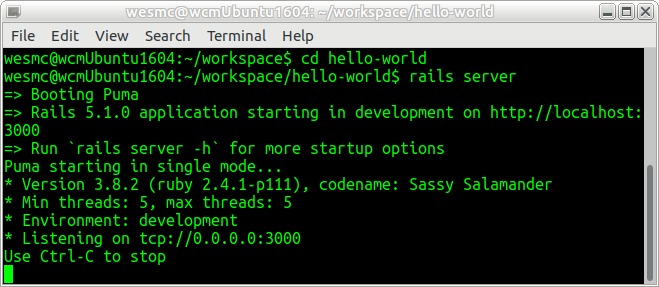 wesmc@wcmUbuntu1604: ~/workspace/hello-world
File Edit View Search Terminal Help
wesmc@wcmUbuntu1604:~/workspace$ cd hello-world
wesmc@wcmUbuntu1604:~/workspace/hello-world$ rails server
=> Booting Puma
=> Rails 5.1.0 application starting in development on http://localhost:
3000
=> Run `rails server -h` for more startup options
Puma starting in single mode...
* Version 3.8.2 (ruby 2.4.1-p111), codename: Sassy Salamander
* Min threads: 5, max threads: 5
* Environment: development
* Listening on tcp://0.0.0.0:3000
Use Ctrl-C to stop